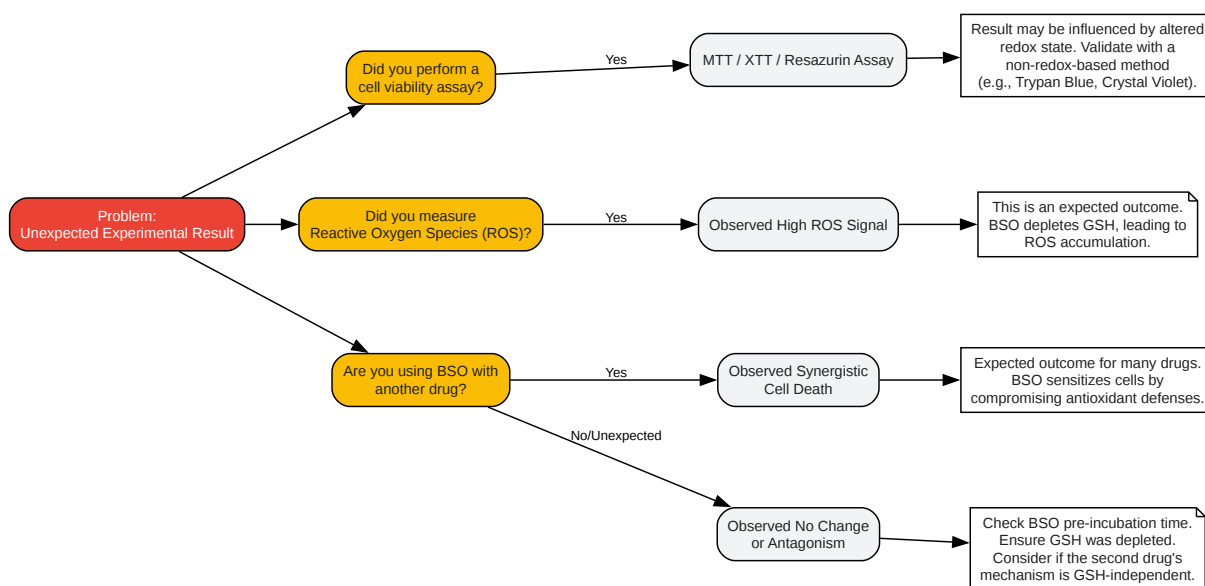 Did you perform a
cell viability assay?
Yes
MTT / XTT / Resazurin Assay
Result may be influenced by altered
redox state. Validate with a
non-redox-based method
(e.g., Trypan Blue, Crystal Violet).
Problem:
Unexpected Experimental Result
Did you measure
Reactive Oxygen Species (ROS)?
Yes
Observed High ROS Signal
This is an expected outcome.
BSO depletes GSH, leading to
ROS accumulation.
Are you using BSO with
another drug?
Yes
Observed Synergistic
Cell Death
Expected outcome for many drugs.
BSO sensitizes cells by
compromising antioxidant defenses.
No/Unexpected
Observed No Change
or Antagonism
Check BSO pre-incubation time.
Ensure GSH was depleted.
Consider if the second drug's
mechanism is GSH-independent.